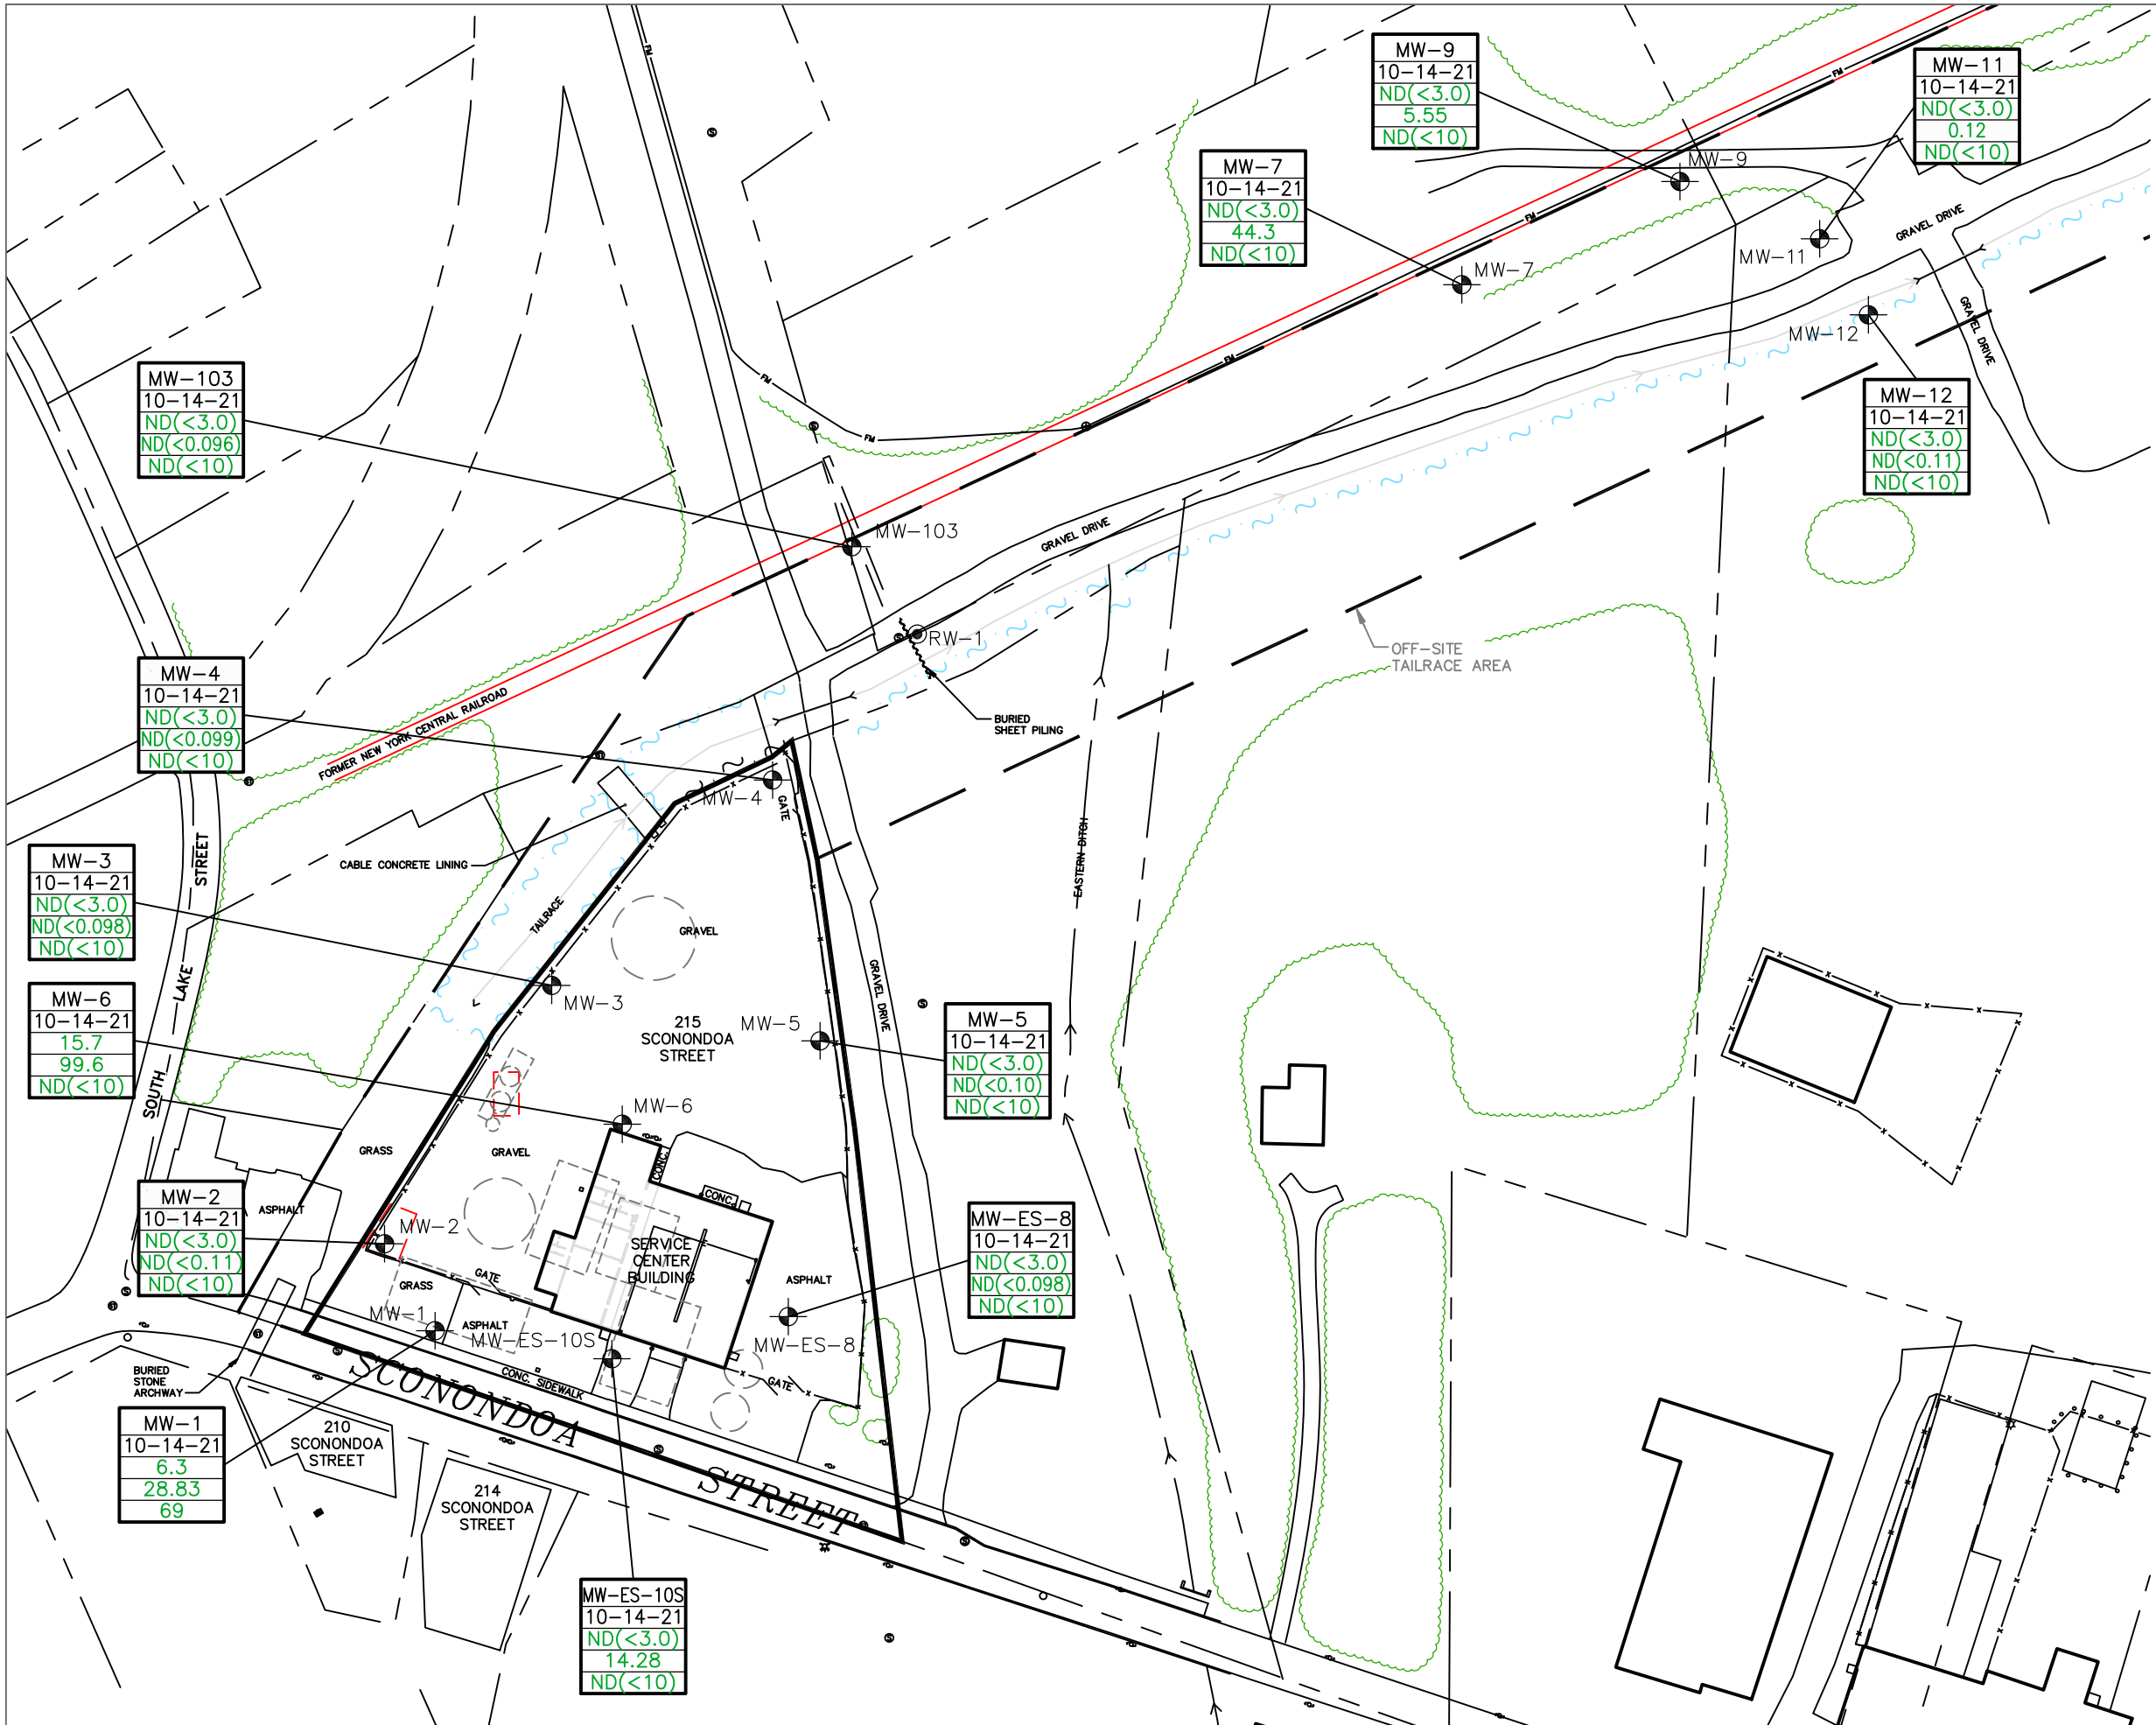 MW-9
10-14-21
ND(<3.0)
5.55
ND(<10)
MW-11
10-14-21
ND(<3.0)
0.12
ND(<10)
MW-7
10-14-21
ND(<3.0)
44.3
ND(<10)
FM
FM
MW-9
FM
GRAVEL DRIVE
MW-11
MW-7
GRAVEL DRIVE
MW-12
FM
FM
FM
MW-103
10-14-21
ND(<3.0)
ND(<0.096)
ND(<10)
MW-12
10-14-21
ND(<3.0)
ND(<0.11)
ND(<10)
MW-103
GRAVEL DRIVE
RW-1
OFF-SITE
TAILRACE AREA
MW-4
10-14-21
ND(<3.0)
ND(<0.099)
ND(<10)
FORMER NEW YORK CENTRAL RAILROAD
BURIED
SHEET PILING
MW-4
GATE
CABLE CONCRETE LINING
SOUTH LAKE STREET
EASTERN DITCH
MW-3
10-14-21
ND(<3.0)
ND(<0.098)
ND(<10)
TAILRACE
GRAVEL
GRAVEL DRIVE
MW-3
MW-6
10-14-21
15.7
99.6
ND(<10)
215
SCONONDOA
STREET
MW-5
MW-5
10-14-21
ND(<3.0)
ND(<0.10)
ND(<10)
MW-6
GRASS
GRAVEL
CONC.
CONC.
MW-2
10-14-21
ND(<3.0)
ND(<0.11)
ND(<10)
ASPHALT
MW-2
SERVICE
CENTER
BUILDING
ASPHALT
MW-ES-8
10-14-21
ND(<3.0)
ND(<0.098)
ND(<10)
GRASS
GATE
MW-1
ASPHALT
MW-ES-10S
MW-ES-8
BURIED
STONE
ARCHWAY
CONC. SIDEWALK
GATE
SCONONDOA STREET
MW-1
10-14-21
6.3
28.83
69
210
SCONONDOA
STREET
214
SCONONDOA
STREET
MW-ES-10S
10-14-21
ND(<3.0)
14.28
ND(<10)